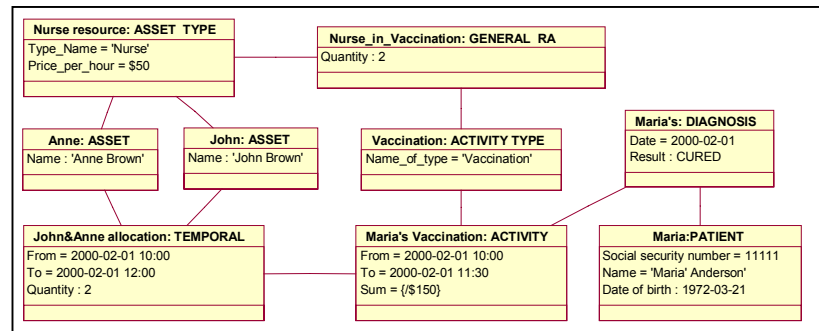 Nurse resource: ASSET TYPE
Type_Name = 'Nurse'
Price_per_hour = $50
Nurse_in_Vaccination: GENERAL RA
Quantity : 2
Anne: ASSET
Name : 'Anne Brown'
John: ASSET
Name : 'John Brown'
Vaccination: ACTIVITY TYPE
Name_of_type = 'Vaccination'
Maria's: DIAGNOSIS
Date = 2000-02-01
Result : CURED
John&Anne allocation: TEMPORAL
From = 2000-02-01 10:00
To = 2000-02-01 12:00
Quantity : 2
Maria's Vaccination: ACTIVITY
From = 2000-02-01 10:00
To = 2000-02-01 11:30
Sum = {/$150}
Maria:PATIENT
Social security number = 11111
Name = 'Maria' Anderson'
Date of birth : 1972-03-21